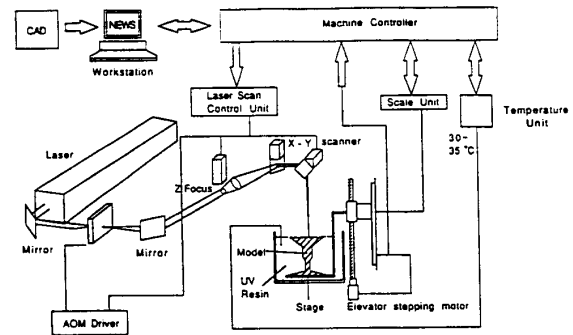 CAD
NEWS
Workstation
Machine Controller
Laser Scan
Control Unit
Scale Unit
Temperature
Unit
30-
35 °C
X - Y
scanner
Laser
Z Focus
Mirror
Mirror
Model
UV
Resin
Stage
Elevator stepping motor
AOM Driver